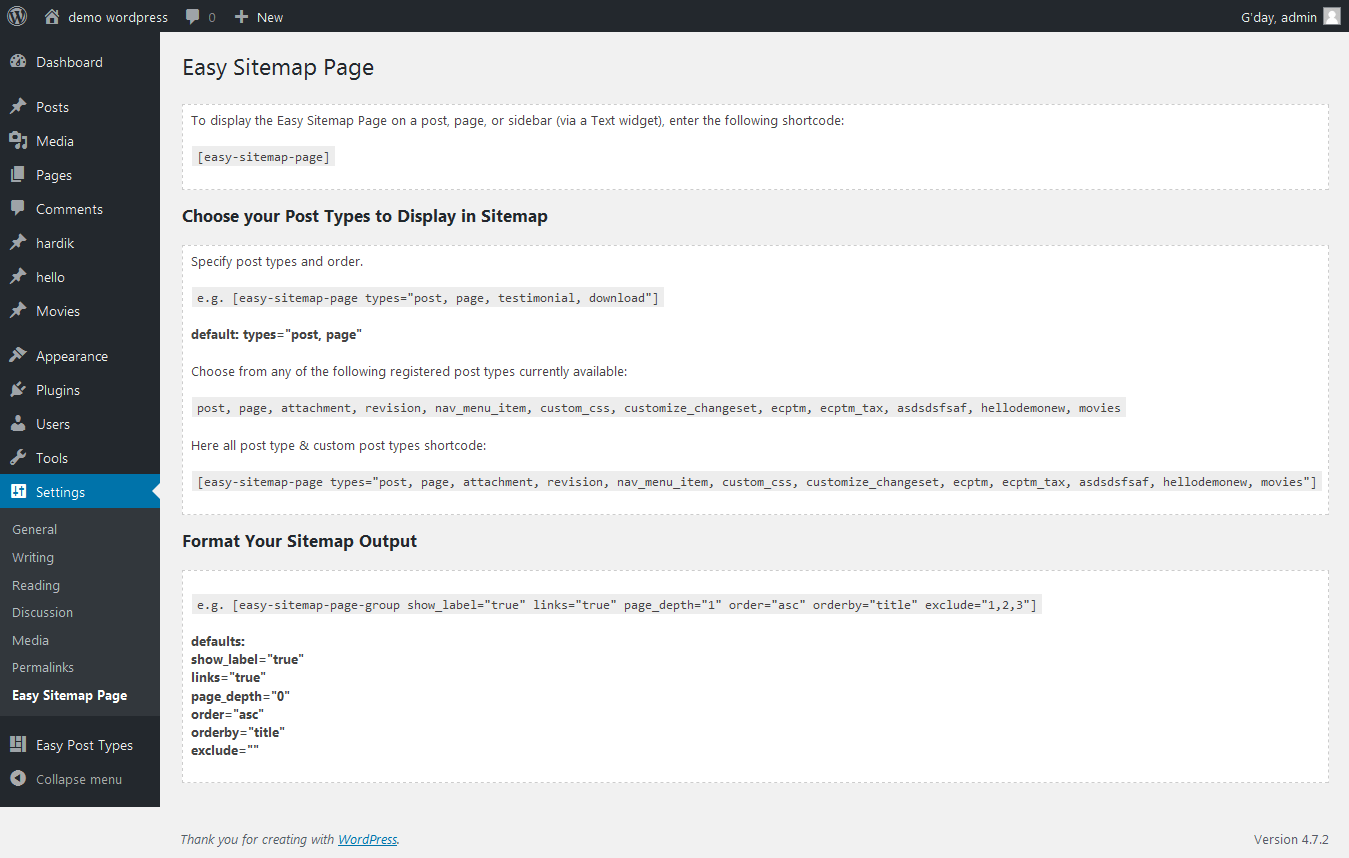 demo wordpress 0 New G'day, admin
Dashboard
Posts
Media
Pages
Comments
hardik
hello
Movies
Appearance
Plugins
Users
Tools
Settings
General
Writing
Reading
Discussion
Media
Permalinks
Easy Sitemap Page
Easy Post Types
Collapse menu
Easy Sitemap Page
To display the Easy Sitemap Page on a post, page, or sidebar (via a Text widget), enter the following shortcode:
[easy-sitemap-page]
Choose your Post Types to Display in Sitemap
Specify post types and order.
e.g. [easy-sitemap-page types="post, page, testimonial, download"]
default: types="post, page"
Choose from any of the following registered post types currently available:
post, page, attachment, revision, nav_menu_item, custom_css, customize_changeset, ecptm, ecptm_tax, asdsdsfsaf, hellodemonew, movies
Here all post type & custom post types shortcode:
[easy-sitemap-page types="post, page, attachment, revision, nav_menu_item, custom_css, customize_changeset, ecptm, ecptm_tax, asdsdsfsaf, hellodemonew, movies"]
Format Your Sitemap Output
e.g. [easy-sitemap-page-group show_label="true" links="true" page_depth="1" order="asc" orderby="title" exclude="1,2,3"]
defaults:
show_label="true"
links="true"
page_depth="0"
order="asc"
orderby="title"
exclude=""
Thank you for creating with WordPress. Version 4.7.2